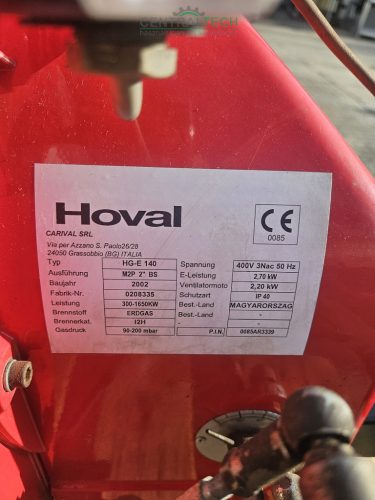 CENTRALTECH
Hoval
CE
0085
CARIVAL SRL
Via per Azzano S. Paolo26/28
24050 Grassobbio (BG) ITALIA
Typ HG-E 140 Spannung 400V 3Nac 50 Hz
Ausführung M2P 2" BS E-Leistung 2,70 kW
Baujahr 2002 Ventilatormoto 2,20 kW
Fabrik-Nr. 0208335 Schutzart IP 40
Leistung 300-1650KW Best.-Land MAGYARORSZAG
Brennstoff ERDGAS Best.-Land -
Brennerkat. I2H - -
Gasdruck 90-200 mbar P.I.N. 0085AR3339